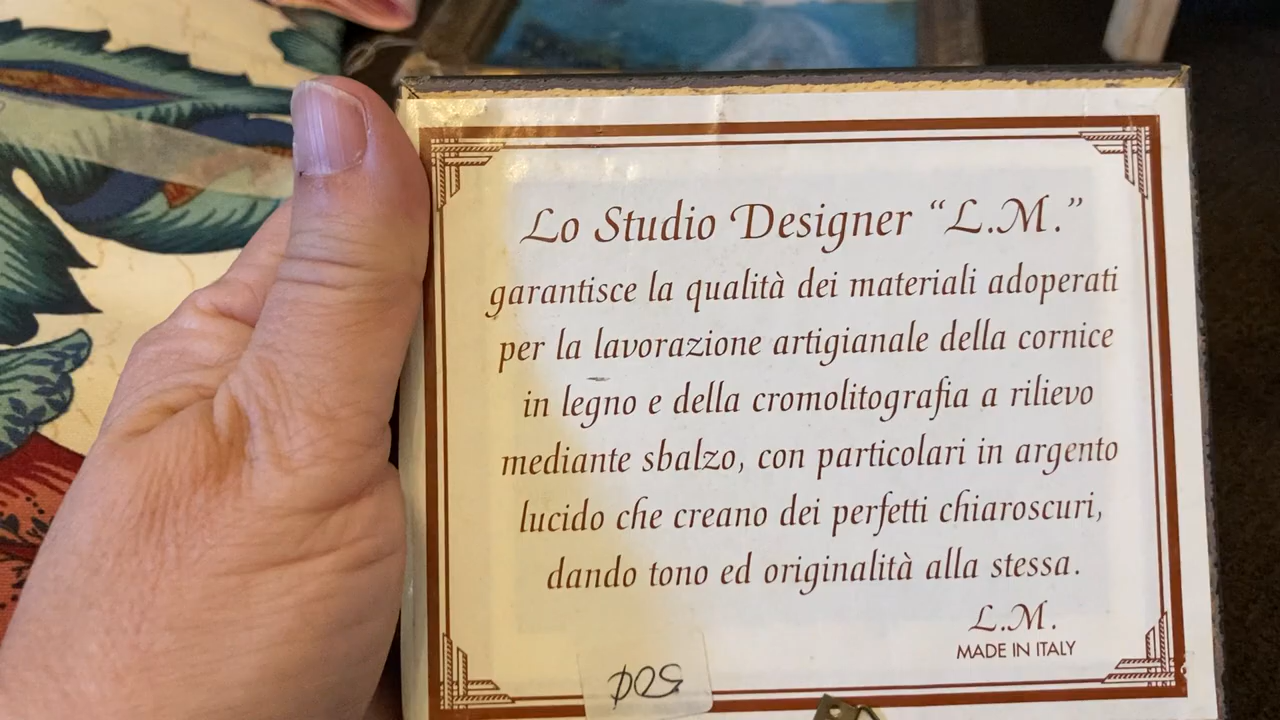 Lo Studio Designer “L.M.”
garantisce la qualità dei materiali adoperati
per la lavorazione artigianale della cornice
in legno e della cromolitografia a rilievo
mediante sbalzo, con particolari in argento
lucido che creano dei perfetti chiaroscuri,
dando tono ed originalità alla stessa.
L.M.
MADE IN ITALY
50¢